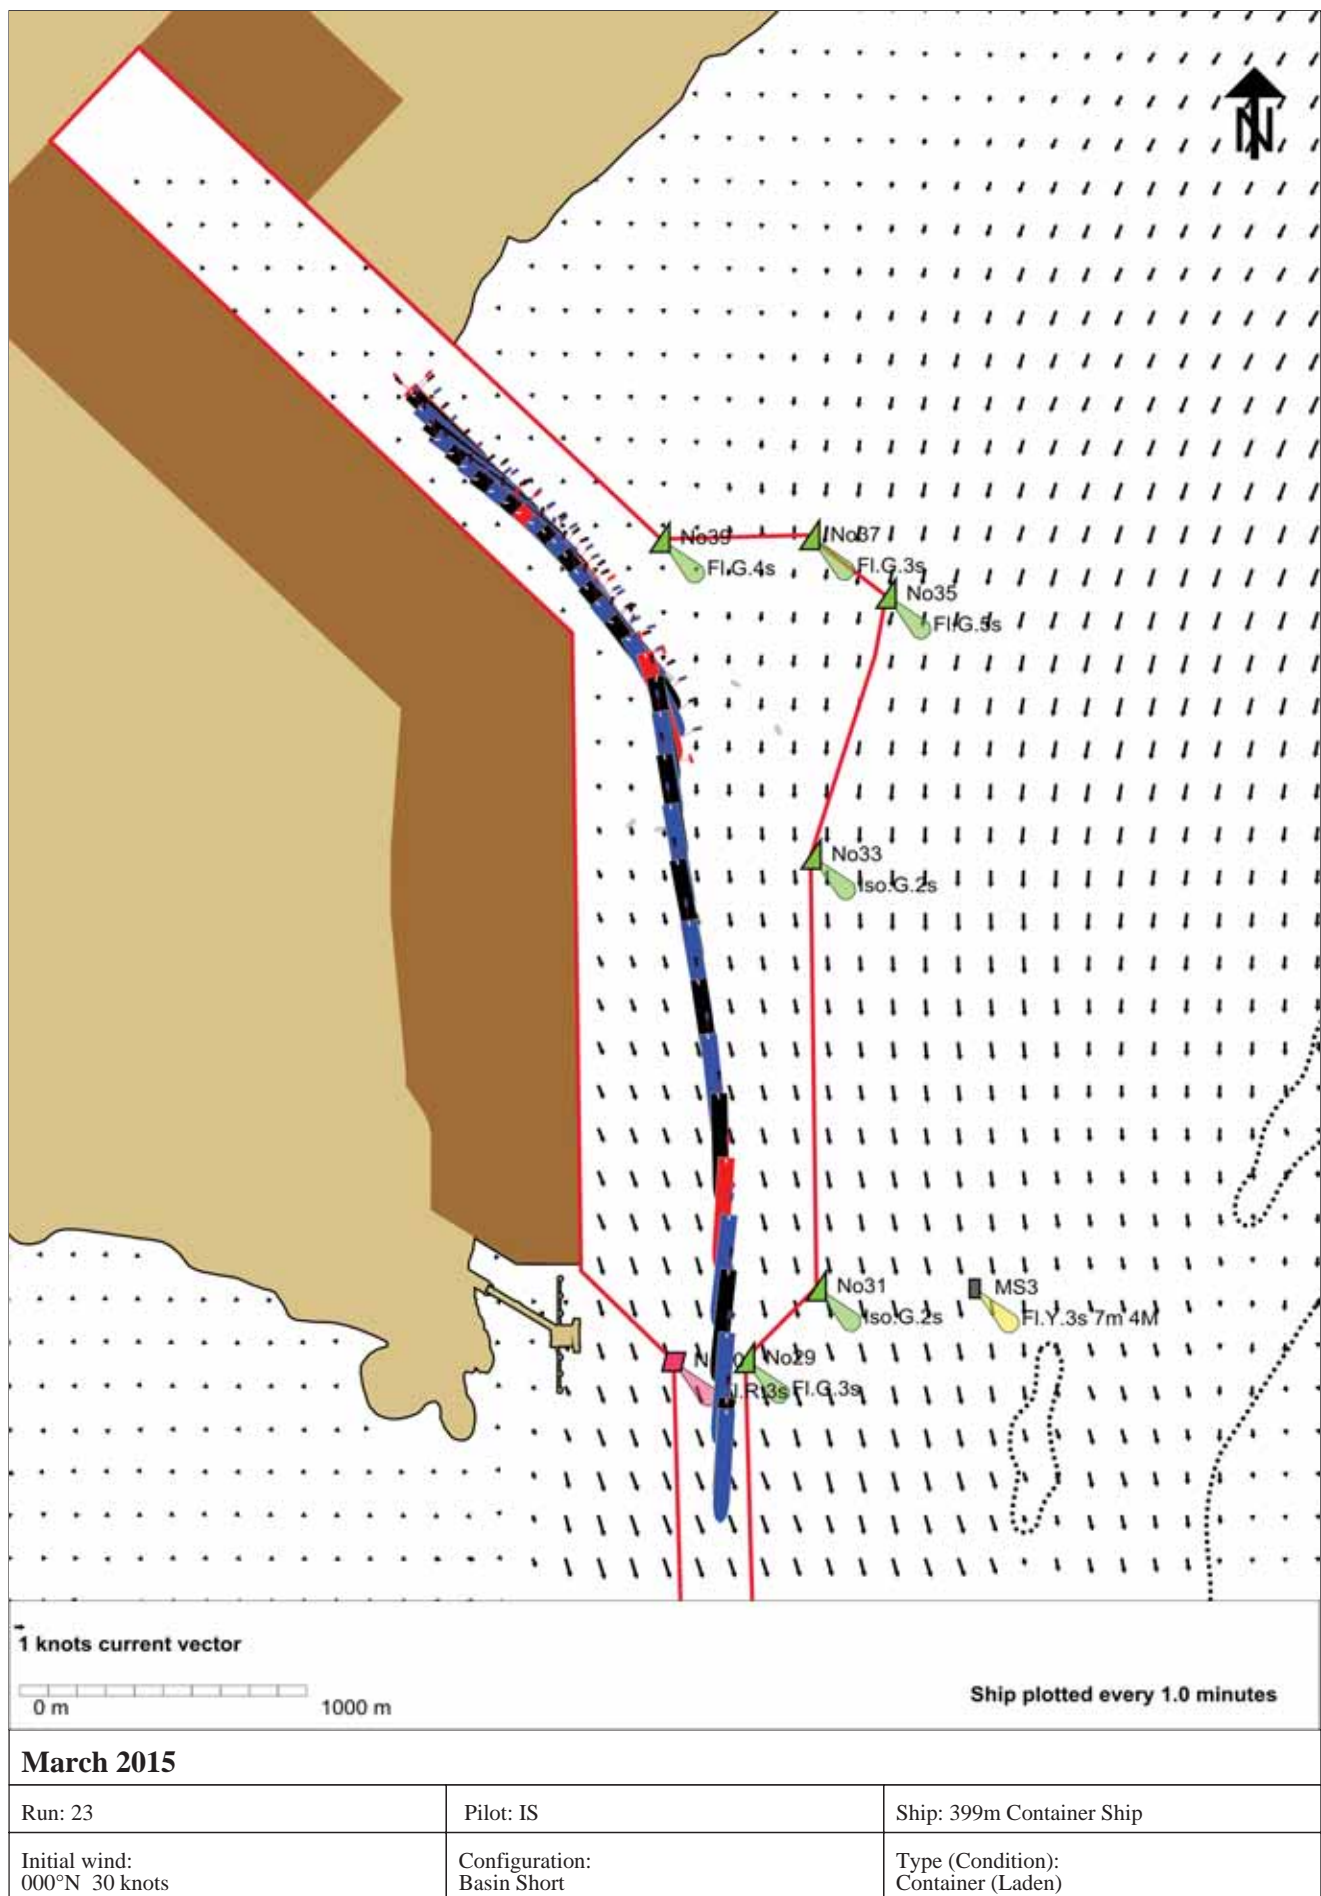 N
No39
Fl.G.4s
No37
Fl.G.3s
No35
Fl.G.5s
No33
Iso.G.2s
No31
Iso.G.2s
MS3
Fl.Y.3s 7m 4M
No29
Fl.G.3s
1 knots current vector
0 m
1000 m
Ship plotted every 1.0 minutes
March 2015
Run: 23
Pilot: IS
Ship: 399m Container Ship
Initial wind:
000°N 30 knots
Configuration:
Basin Short
Type (Condition):
Container (Laden)